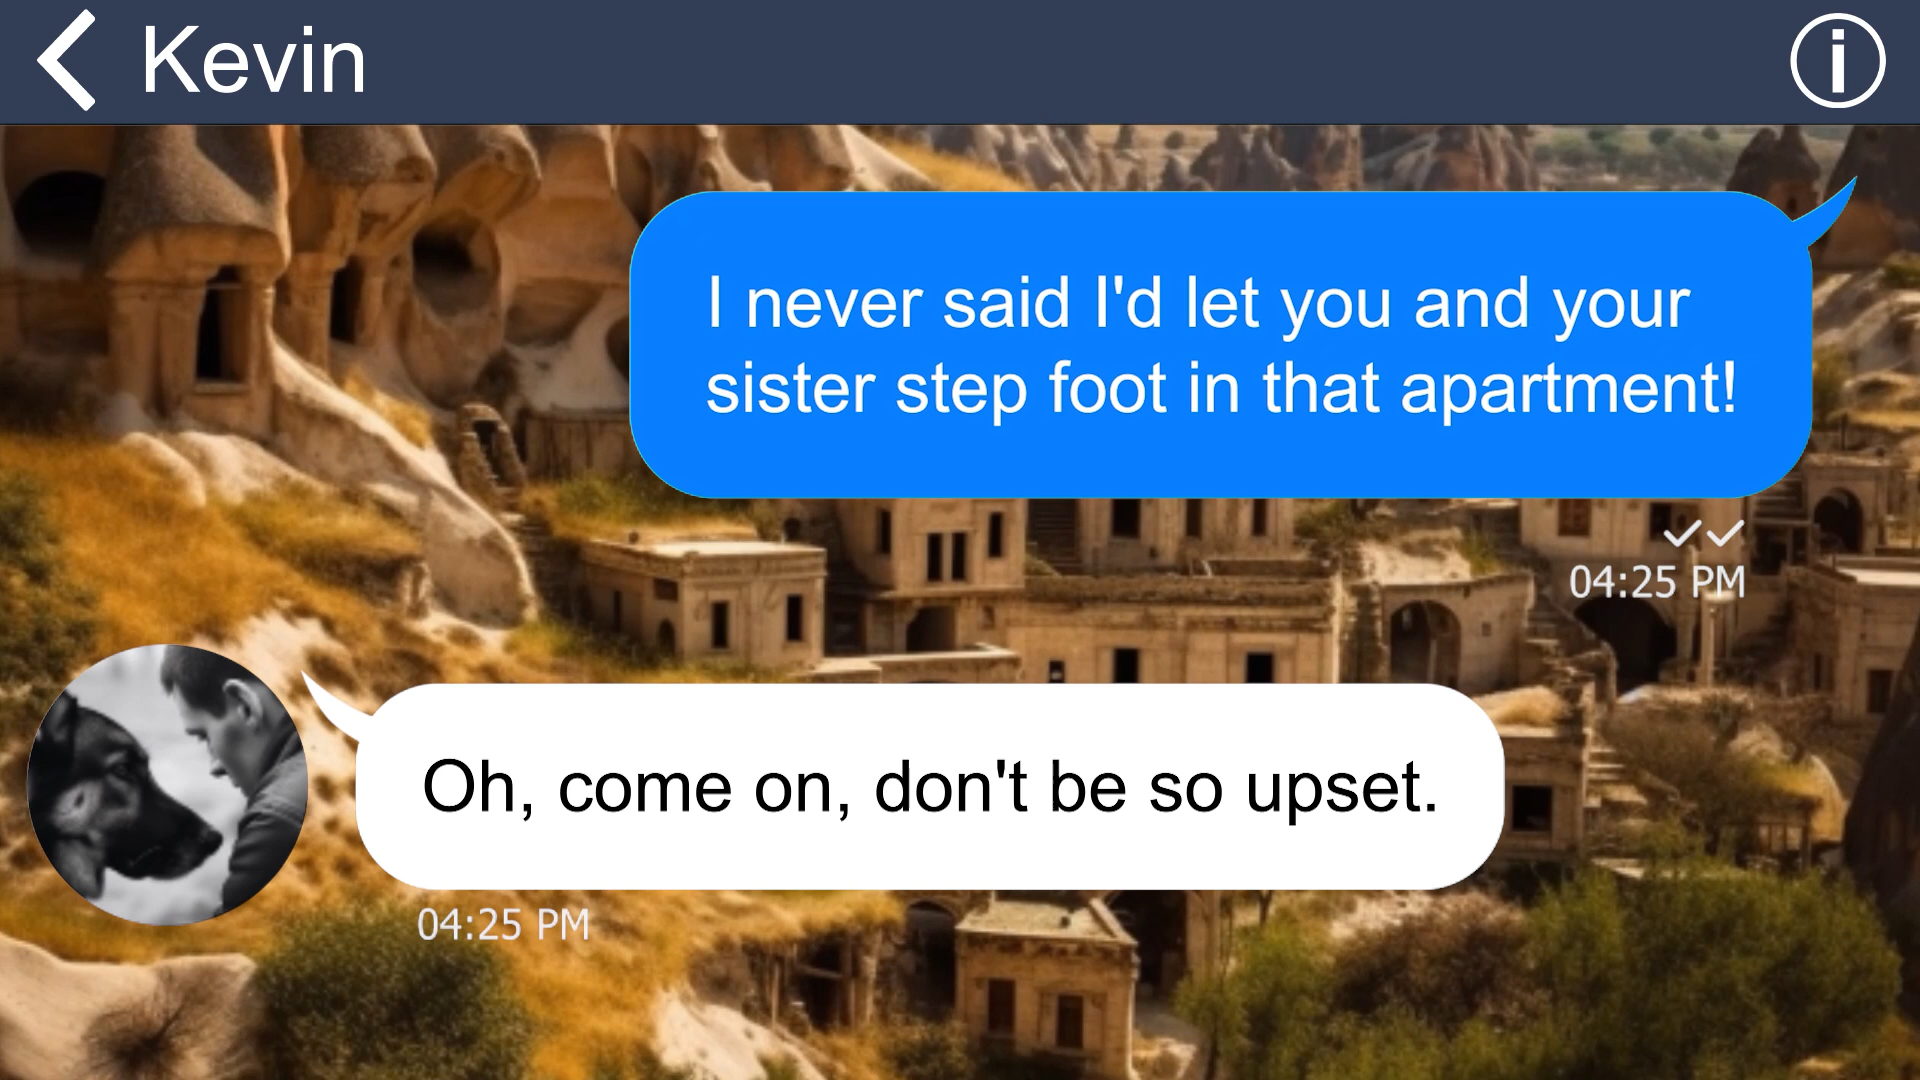 Kevin
I never said I'd let you and your
sister step foot in that apartment!
04:25 PM
Oh, come on, don't be so upset.
04:25 PM